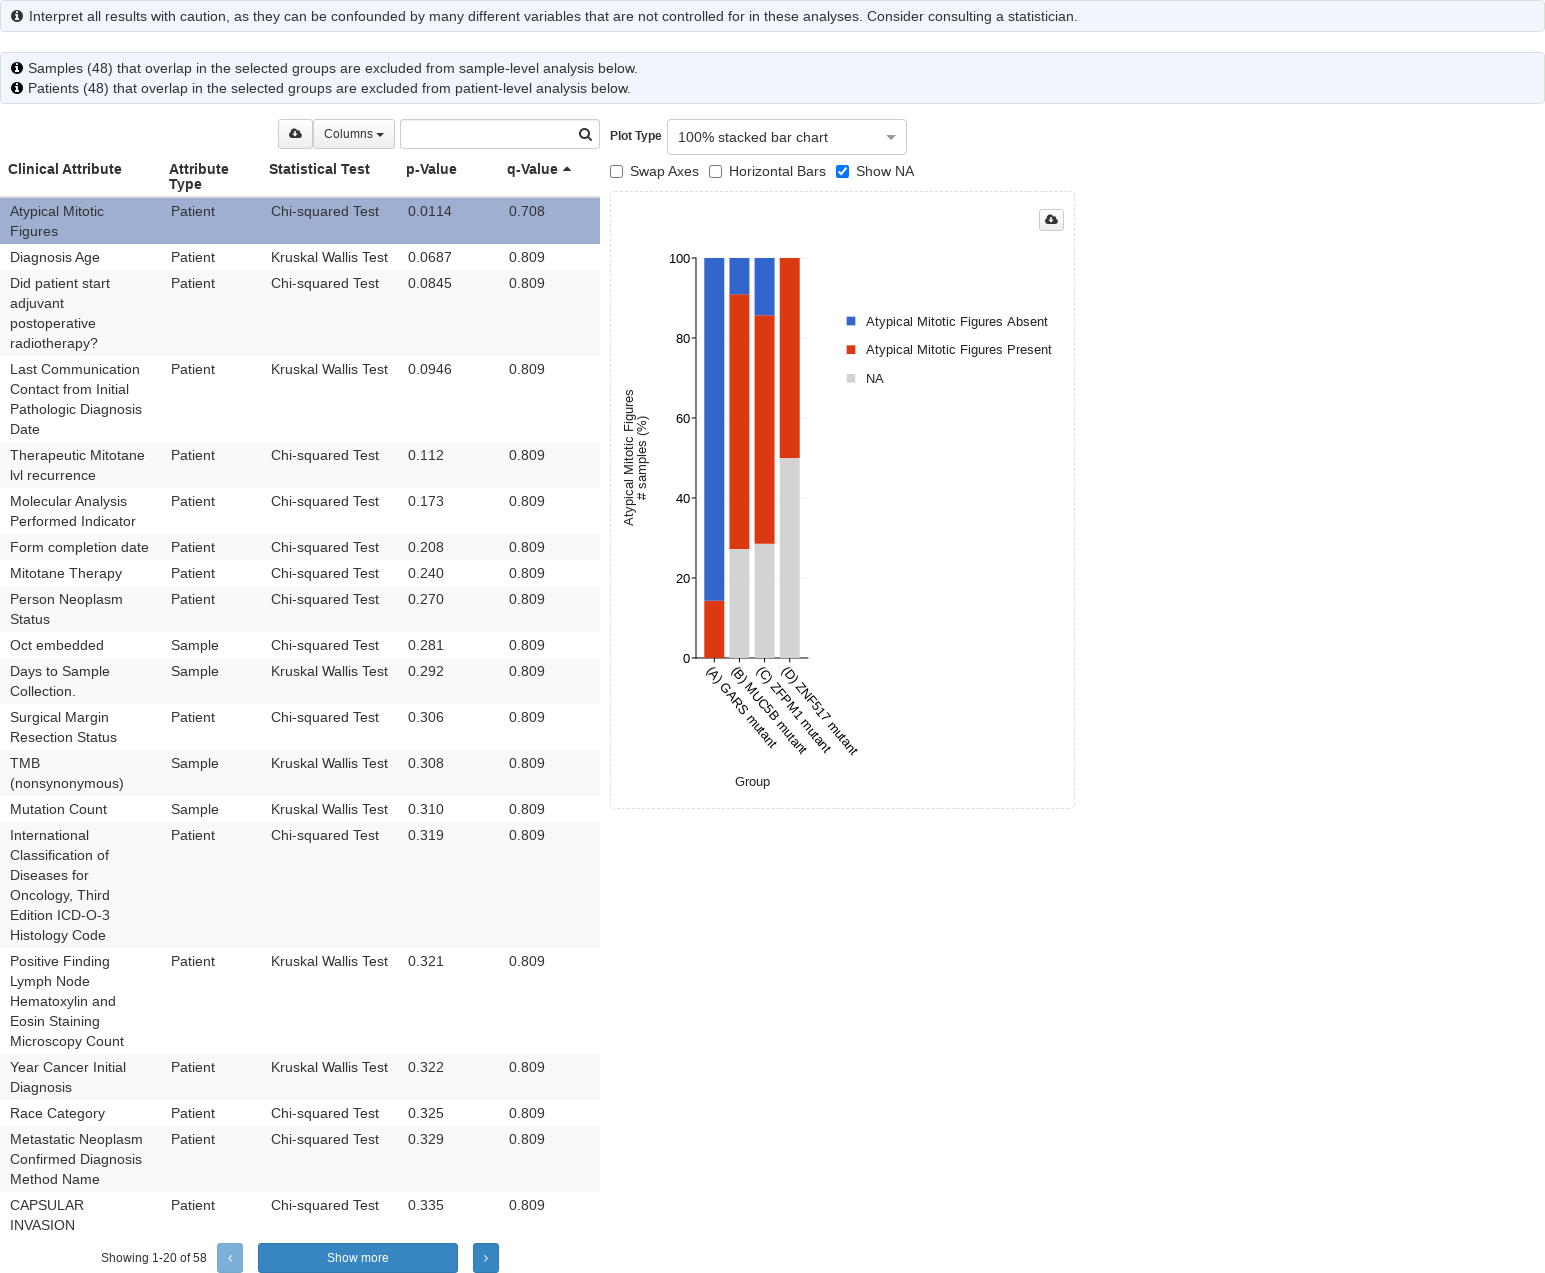 Interpret all results with caution, as they can be confounded by many different variables that are not controlled for in these analyses. Consider consulting a statistician.
Samples (48) that overlap in the selected groups are excluded from sample-level analysis below.
Patients (48) that overlap in the selected groups are excluded from patient-level analysis below.
Columns
Clinical Attribute Attribute Type Statistical Test p-Value q-Value
Atypical Mitotic Figures Patient Chi-squared Test 0.0114 0.708
Diagnosis Age Patient Kruskal Wallis Test 0.0687 0.809
Did patient start adjuvant postoperative radiotherapy? Patient Chi-squared Test 0.0845 0.809
Last Communication Contact from Initial Pathologic Diagnosis Date Patient Kruskal Wallis Test 0.0946 0.809
Therapeutic Mitotane lvl recurrence Patient Chi-squared Test 0.112 0.809
Molecular Analysis Performed Indicator Patient Chi-squared Test 0.173 0.809
Form completion date Patient Chi-squared Test 0.208 0.809
Mitotane Therapy Patient Chi-squared Test 0.240 0.809
Person Neoplasm Status Patient Chi-squared Test 0.270 0.809
Oct embedded Sample Chi-squared Test 0.281 0.809
Days to Sample Collection. Sample Kruskal Wallis Test 0.292 0.809
Surgical Margin Resection Status Patient Chi-squared Test 0.306 0.809
TMB (nonsynonymous) Sample Kruskal Wallis Test 0.308 0.809
Mutation Count Sample Kruskal Wallis Test 0.310 0.809
International Classification of Diseases for Oncology, Third Edition ICD-O-3 Histology Code Patient Chi-squared Test 0.319 0.809
Positive Finding Lymph Node Hematoxylin and Eosin Staining Microscopy Count Patient Kruskal Wallis Test 0.321 0.809
Year Cancer Initial Diagnosis Patient Kruskal Wallis Test 0.322 0.809
Race Category Patient Chi-squared Test 0.325 0.809
Metastatic Neoplasm Confirmed Diagnosis Method Name Patient Chi-squared Test 0.329 0.809
CAPSULAR INVASION Patient Chi-squared Test 0.335 0.809
Showing 1-20 of 58
Show more
Plot Type 100% stacked bar chart
Swap Axes Horizontal Bars Show NA
100
80
60
40
20
0
Atypical Mitotic Figures
# samples (%)
(A) GARS mutant
(B) MUC5B mutant
(C) ZFPM1 mutant
(D) ZNF517 mutant
Group
Atypical Mitotic Figures Absent
Atypical Mitotic Figures Present
NA